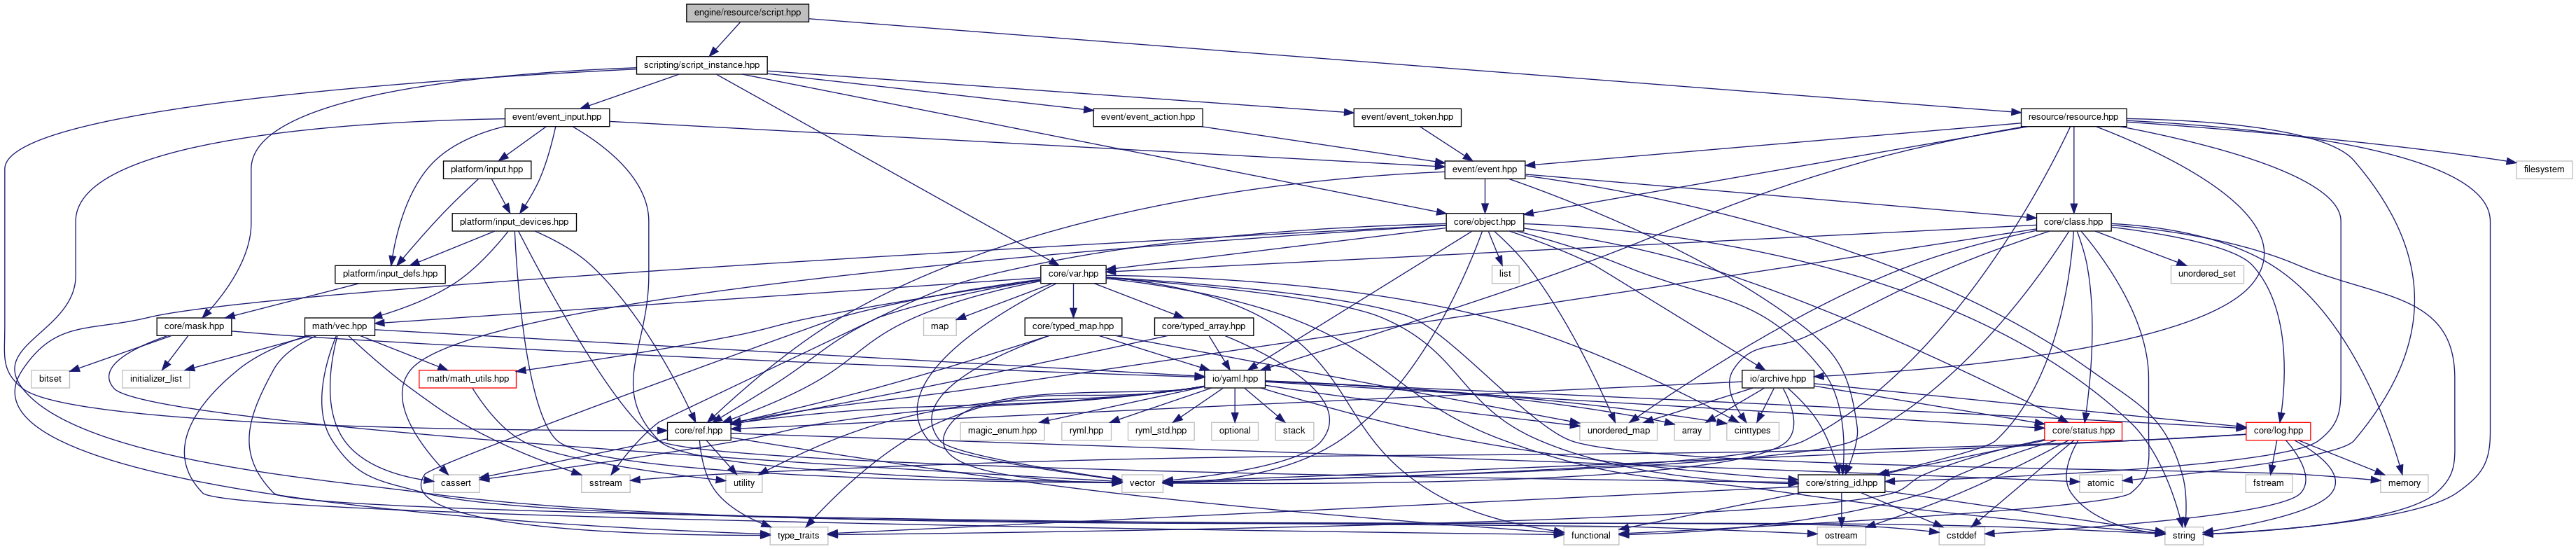 engine/resource/script.hpp
scripting/script_instance.hpp
event/event_input.hpp
event/event_action.hpp
event/event_token.hpp
resource/resource.hpp
platform/input.hpp
event/event.hpp
filesystem
platform/input_devices.hpp
core/object.hpp
core/class.hpp
platform/input_defs.hpp
core/var.hpp
list
unordered_set
core/mask.hpp
math/vec.hpp
map
core/typed_map.hpp
core/typed_array.hpp
bitset
initializer_list
math/math_utils.hpp
io/yaml.hpp
io/archive.hpp
core/ref.hpp
magic_enum.hpp
ryml.hpp
ryml_std.hpp
optional
stack
unordered_map
array
cinttypes
core/status.hpp
core/log.hpp
cassert
sstream
utility
vector
core/string_id.hpp
atomic
fstream
memory
type_traits
functional
ostream
cstddef
string